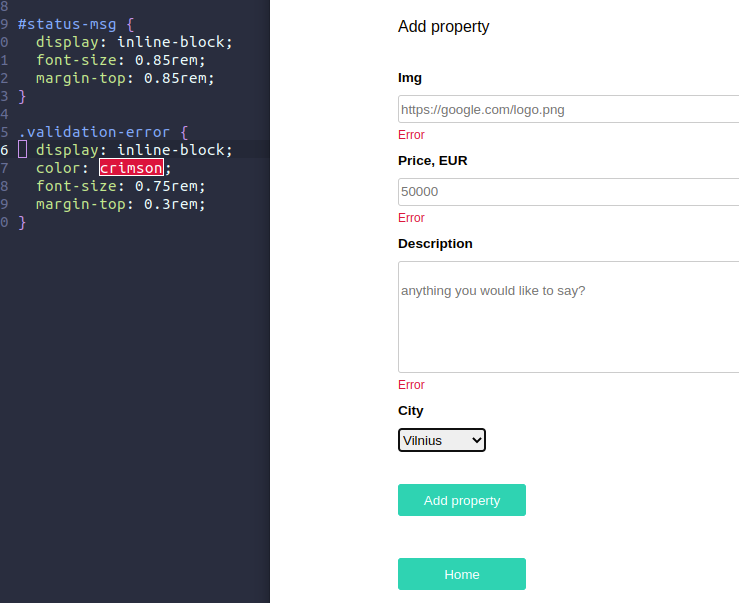 8
9 #status-msg {
0 display: inline-block;
1 font-size: 0.85rem;
2 margin-top: 0.85rem;
3 }
4
5 .validation-error {
6 display: inline-block;
7 color: crimson;
8 font-size: 0.75rem;
9 margin-top: 0.3rem;
0 }
Add property
Img
https://google.com/logo.png
Error
Price, EUR
50000
Error
Description
anything you would like to say?
Error
City
Vilnius
Add property
Home